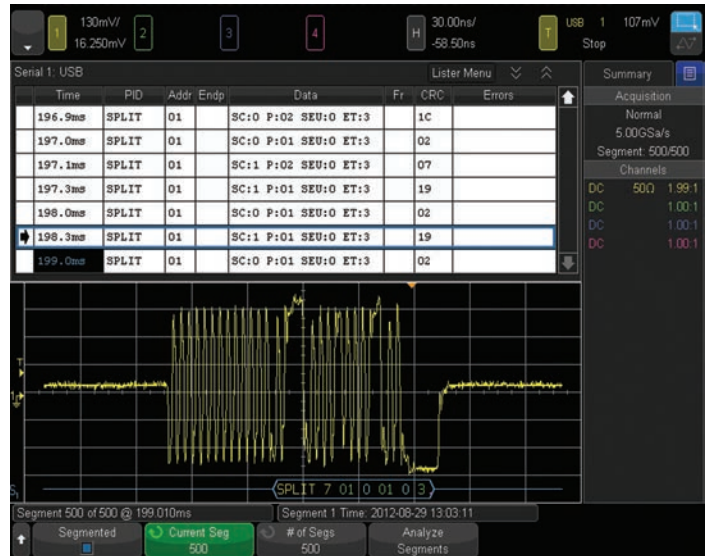 1 130mV/ 16.250mV 2 3 4 H 30.00ns/ -58.50ns T USB 1 107mV Stop
Serial 1: USB Lister Menu
Time PID Addr Endp Data Fr CRC Errors
196.9ms SPLIT 01 SC:0 P:02 SEU:0 ET:3 1C
197.0ms SPLIT 01 SC:0 P:01 SEU:0 ET:3 02
197.1ms SPLIT 01 SC:1 P:02 SEU:0 ET:3 07
197.3ms SPLIT 01 SC:1 P:01 SEU:0 ET:3 19
198.0ms SPLIT 01 SC:0 P:01 SEU:0 ET:3 02
198.3ms SPLIT 01 SC:1 P:01 SEU:0 ET:3 19
199.0ms SPLIT 01 SC:0 P:01 SEU:0 ET:3 02
Summary
Acquisition
Normal
5.00GSa/s
Segment: 500/500
Channels
DC 50Ω 1.99:1
DC 1.00:1
DC 1.00:1
DC 1.00:1
T
1
S1
SPLIT 7 01 0 01 0 3
Segment 500 of 500 @ 199.010ms Segment 1 Time: 2012-08-29 13:03:11
Segmented
Current Seg
500
# of Segs
500
Analyze
Segments